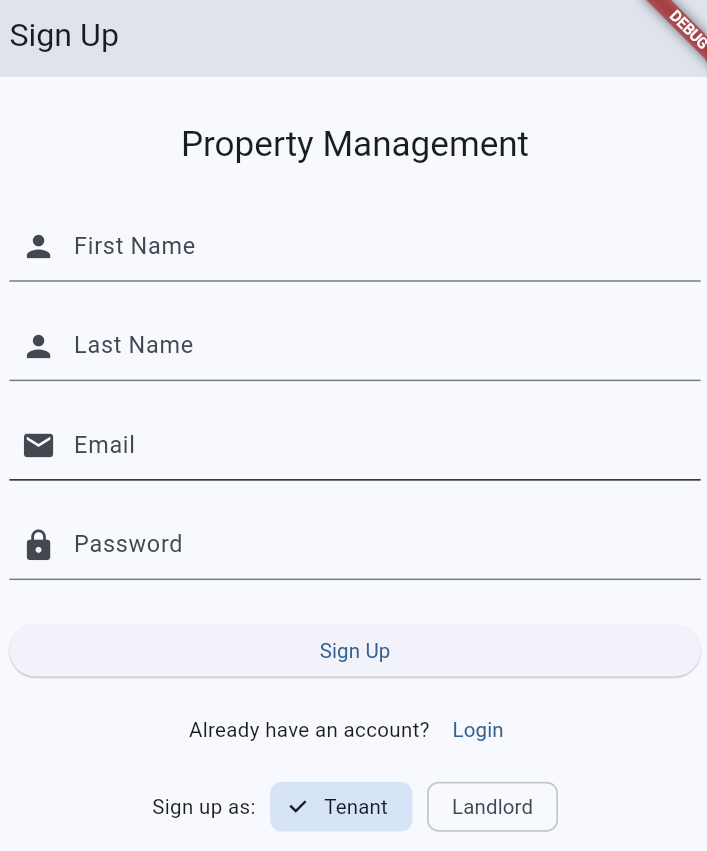 Sign Up
DEBUG
Property Management
First Name
Last Name
Email
Password
Sign Up
Already have an account? Login
Sign up as: Tenant Landlord